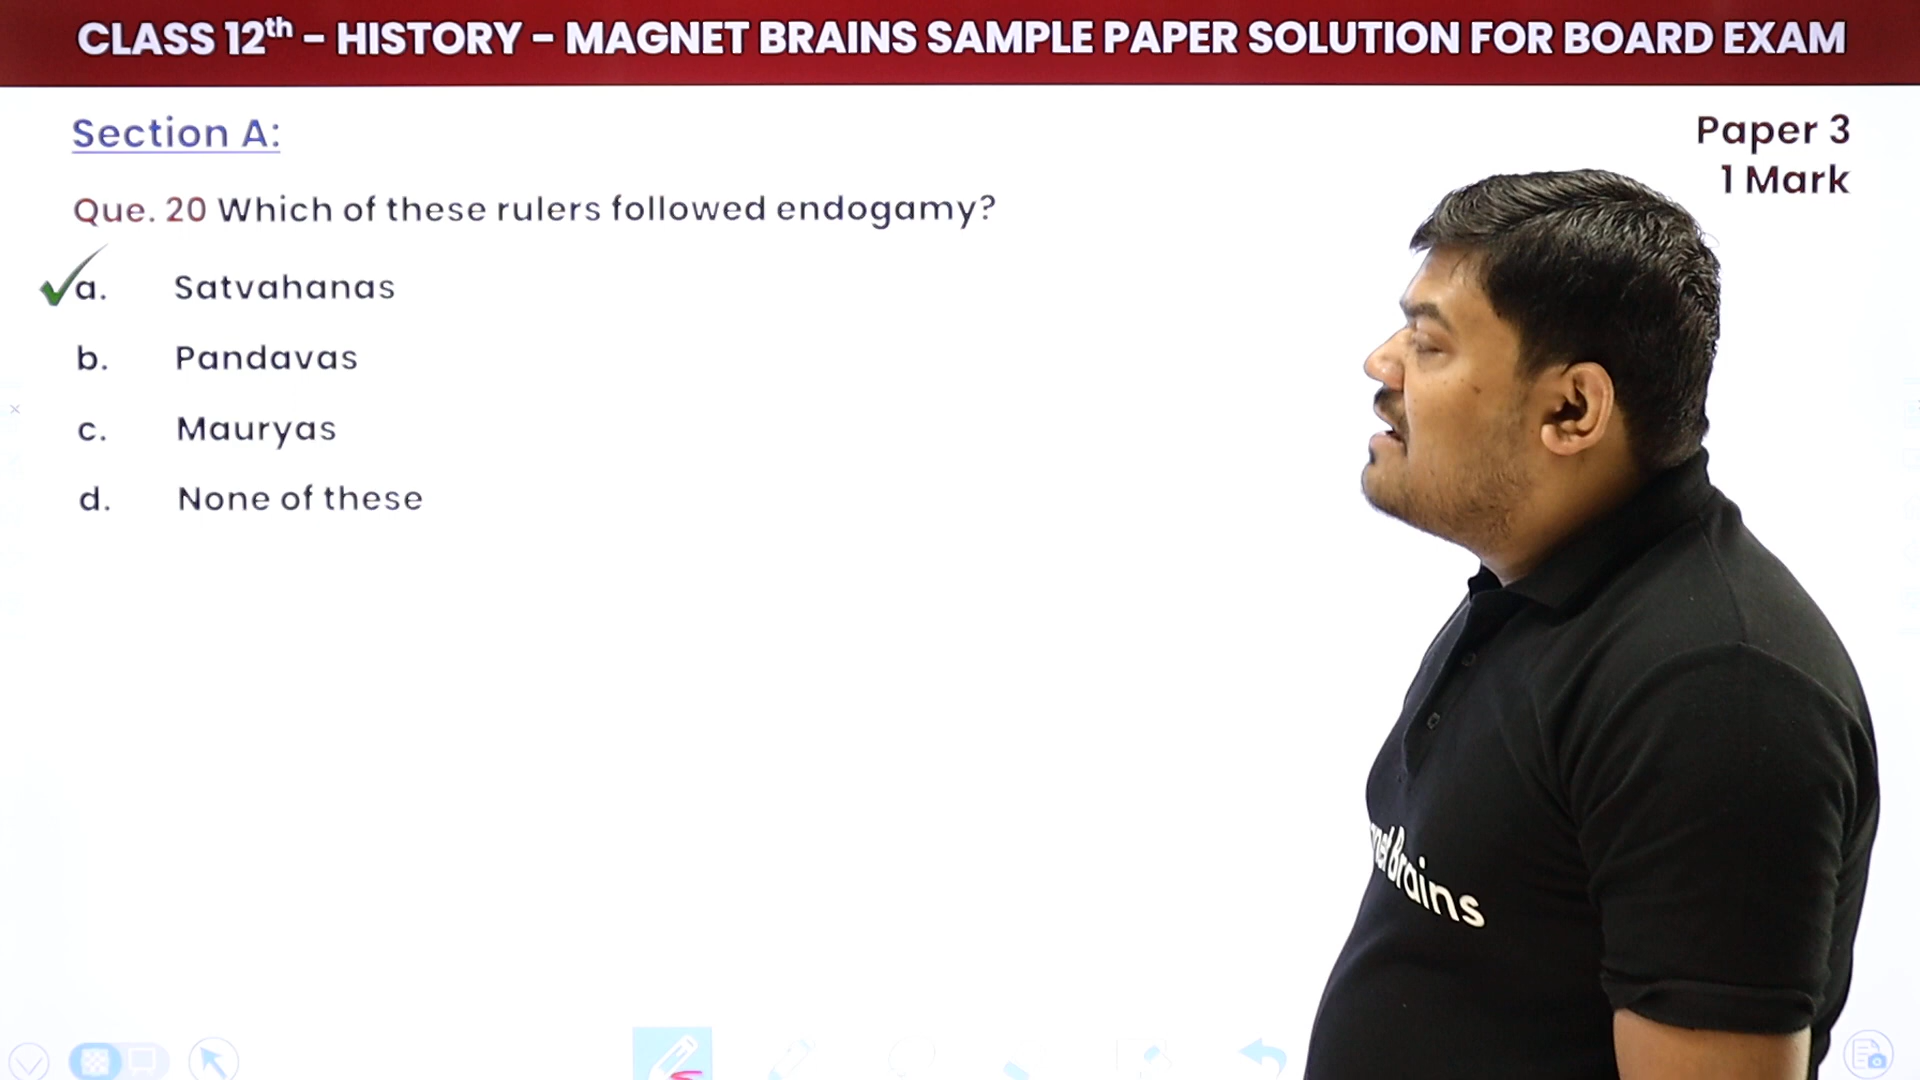 CLASS 12th – HISTORY – MAGNET BRAINS SAMPLE PAPER SOLUTION FOR BOARD EXAM
Section A:
Paper 3
1 Mark
Que. 20 Which of these rulers followed endogamy?
a. Satvahanas
b. Pandavas
c. Mauryas
d. None of these
Brains